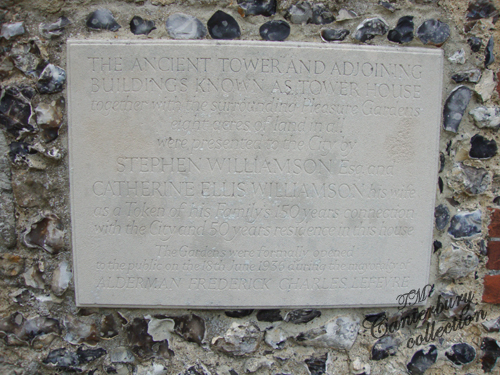 THE ANCIENT TOWER AND ADJOINING
BUILDINGS KNOWN AS TOWER HOUSE
together with the surrounding Pleasure Gardens
eight acres of land in all
were presented to the City by
STEPHEN WILLIAMSON Esq. and
CATHERINE ELLIS WILLIAMSON his wife
as a Token of his Family's 150 years connection
with the City and 50 years residence in this house
The Gardens were formally opened
to the public on the June 1936 during the
ALDERMAN FREDERICK CHARLES LEFEVRE
TM's
Canterbury
collection